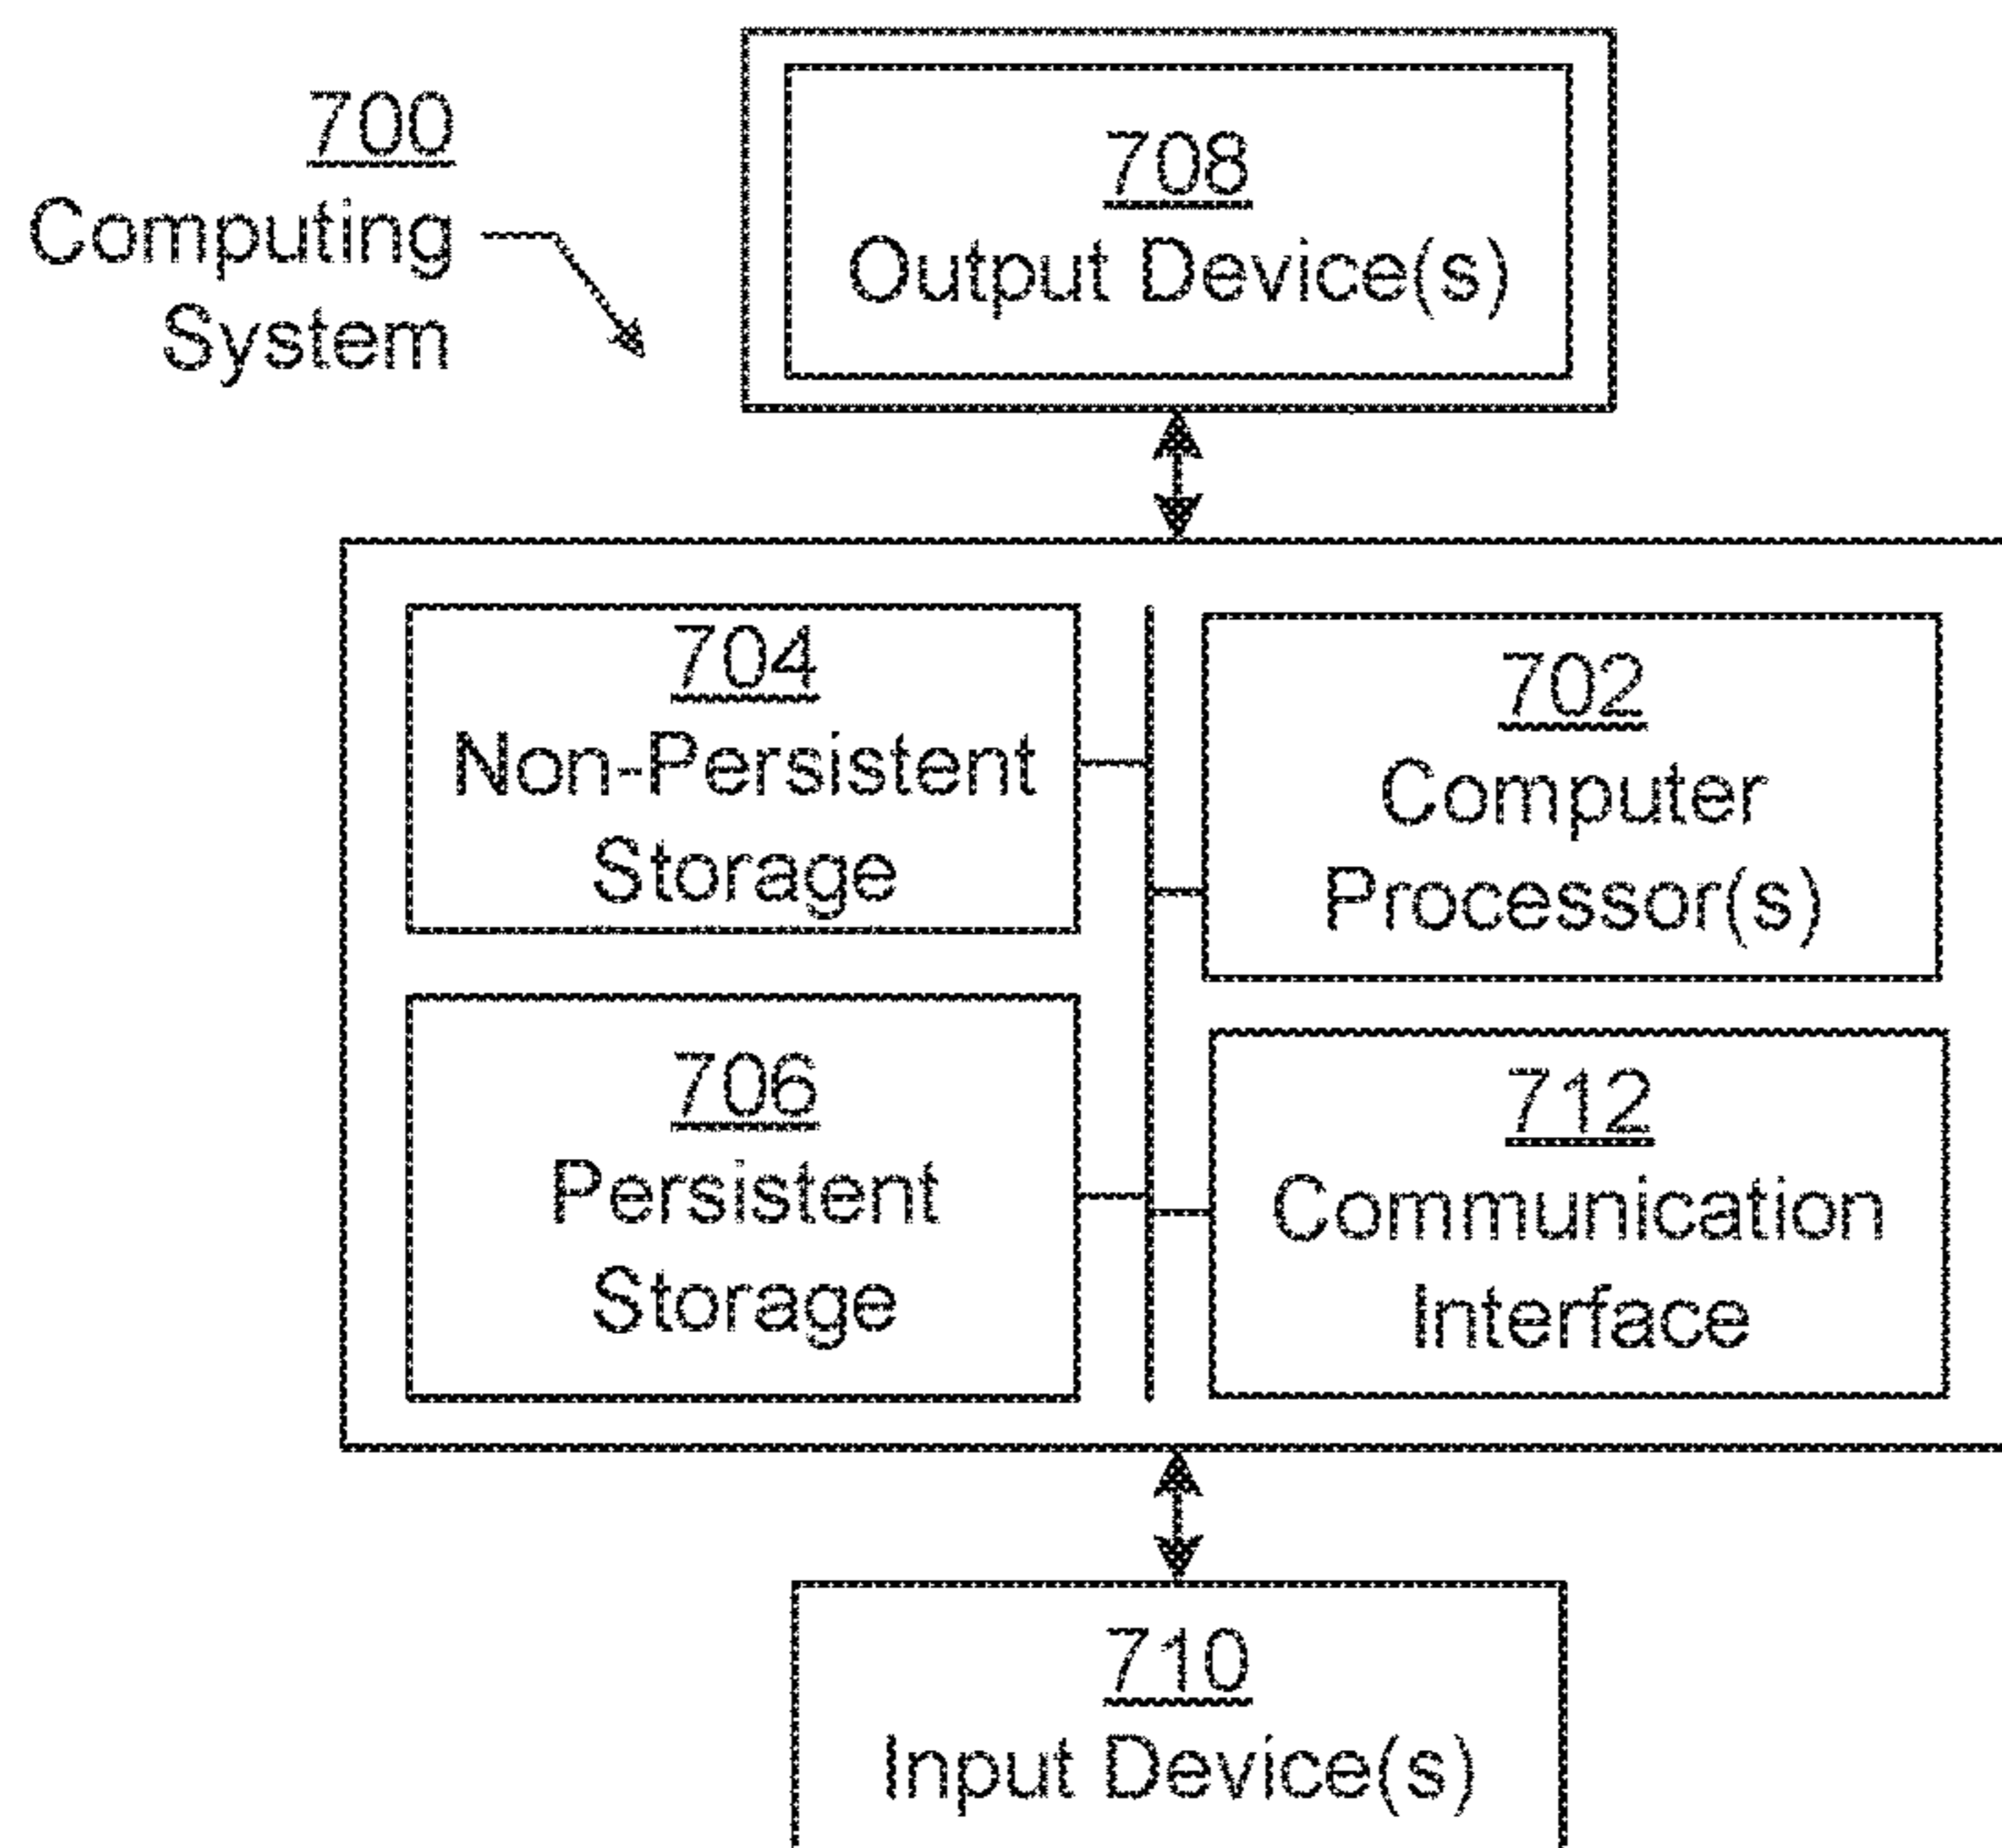 700
Computing
System
708
Output Device(s)
704
Non-Persistent
Storage
702
Computer
Processor(s)
706
Persistent
Storage
712
Communication
Interface
710
Input Device(s)